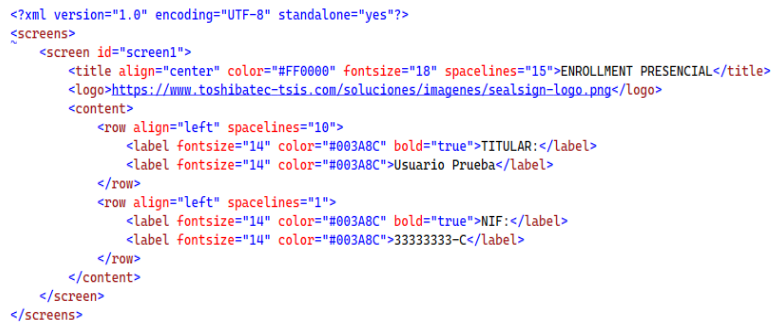 <?xml version="1.0" encoding="UTF-8" standalone="yes"?>
<screens>
<screen id="screen1">
<title align="center" color="#FF0000" fontsize="18" spacelines="15">ENROLLMENT PRESENCIAL</title>
<logo>https://www.toshibatec-tsis.com/soluciones/imagenes/sealsign-logo.png</logo>
<content>
<row align="left" spacelines="10">
<label fontsize="14" color="#003A8C" bold="true">TITULAR:</label>
<label fontsize="14" color="#003A8C">Usuario Prueba</label>
</row>
<row align="left" spacelines="1">
<label fontsize="14" color="#003A8C" bold="true">NIF:</label>
<label fontsize="14" color="#003A8C">33333333-C</label>
</row>
</content>
</screen>
</screens>